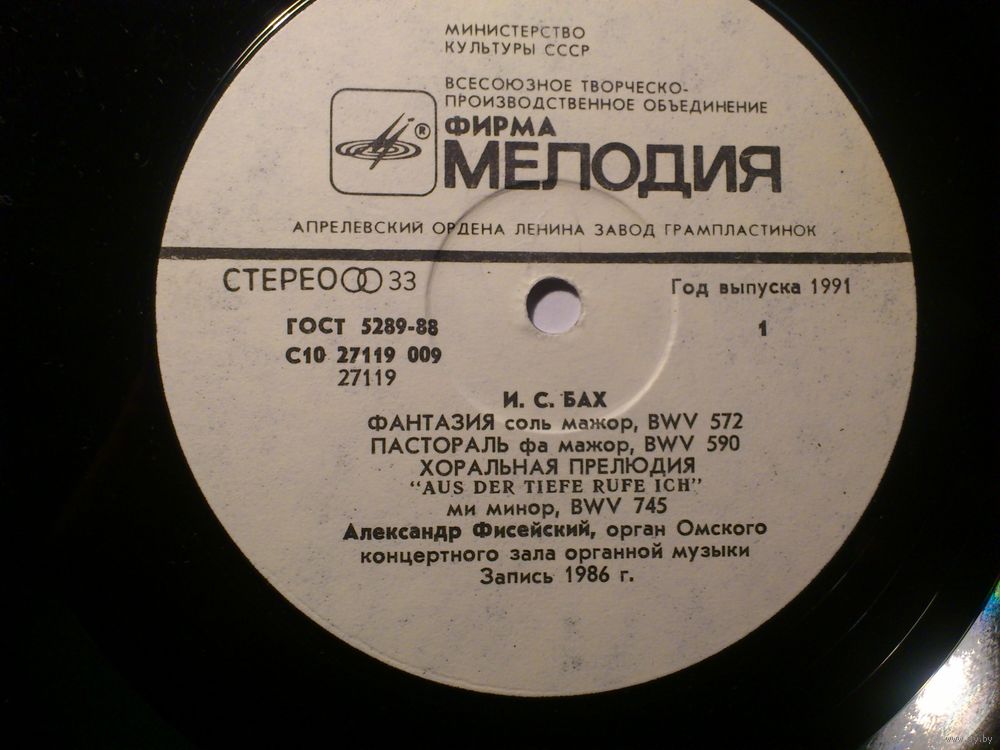 МИНИСТЕРСТВО
КУЛЬТУРЫ СССР
ВСЕСОЮЗНОЕ ТВОРЧЕСКО-
ПРОИЗВОДСТВЕННОЕ ОБЪЕДИНЕНИЕ
®
ФИРМА
МЕЛОДИЯ
АПРЕЛЕВСКИЙ ОРДЕНА ЛЕНИНА ЗАВОД ГРАМПЛАСТИНОК
СТЕРЕО 33
Год выпуска 1991
ГОСТ 5289-88
1
С10 27119 009
27119
И. С. БАХ
ФАНТАЗИЯ соль мажор, BWV 572
ПАСТОРАЛЬ фа мажор, BWV 590
ХОРАЛЬНАЯ ПРЕЛЮДИЯ
"AUS DER TIEFE RUFE ICH"
ми минор, BWV 745
Александр Фисейский, орган Омского
концертного зала органной музыки
Запись 1986 г.